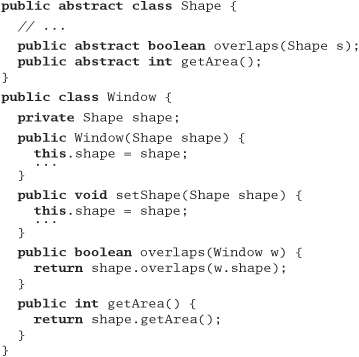 public abstract class Shape {
// ...
public abstract boolean overlaps(Shape s);
public abstract int getArea();
}
public class Window {
private Shape shape;
public Window(Shape shape) {
this.shape = shape;
...
}
public void setShape(Shape shape) {
this.shape = shape;
...
}
public boolean overlaps(Window w) {
return shape.overlaps(w.shape);
}
public int getArea() {
return shape.getArea();
}
}